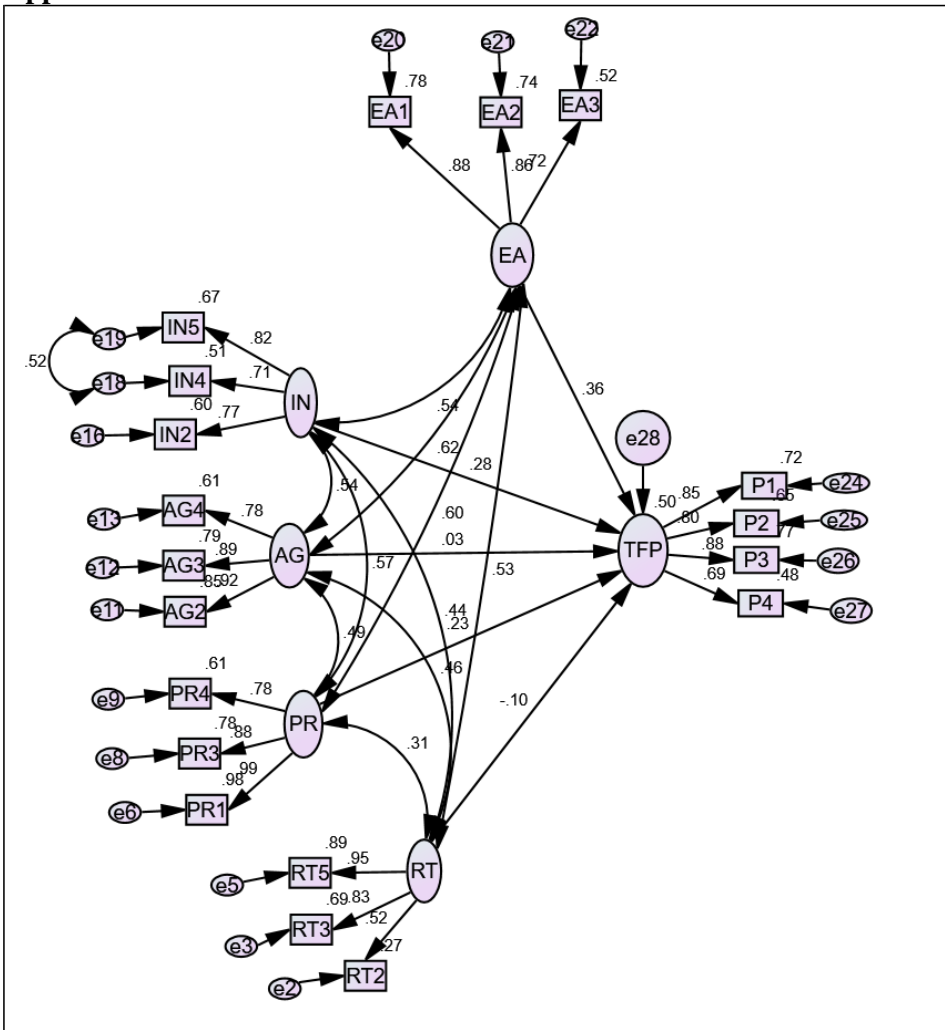 e20
e21
e22
.78
.74
.52
EA1
EA2
EA3
.88
.86
.72
EA
.67
e19
IN5
.82
.52
.51
e18
IN4
.71
IN
.60
.77
e16
IN2
.36
.54
.62
.28
e28
.61
e13
AG4
.78
.54
.60
.72
.50
.85
P1
e24
.65
.80
P2
e25
.79
.89
e12
AG3
AG
.03
TFP
.77
.88
P3
e26
.57
.53
.69
.48
P4
e27
.85
.92
e11
AG2
.44
.23
.49
.46
.61
e9
PR4
.78
PR
-.10
.78
.88
e8
PR3
.31
.98
.99
e6
PR1
.89
.95
e5
RT5
RT
.69
.83
e3
RT3
.52
.27
e2
RT2